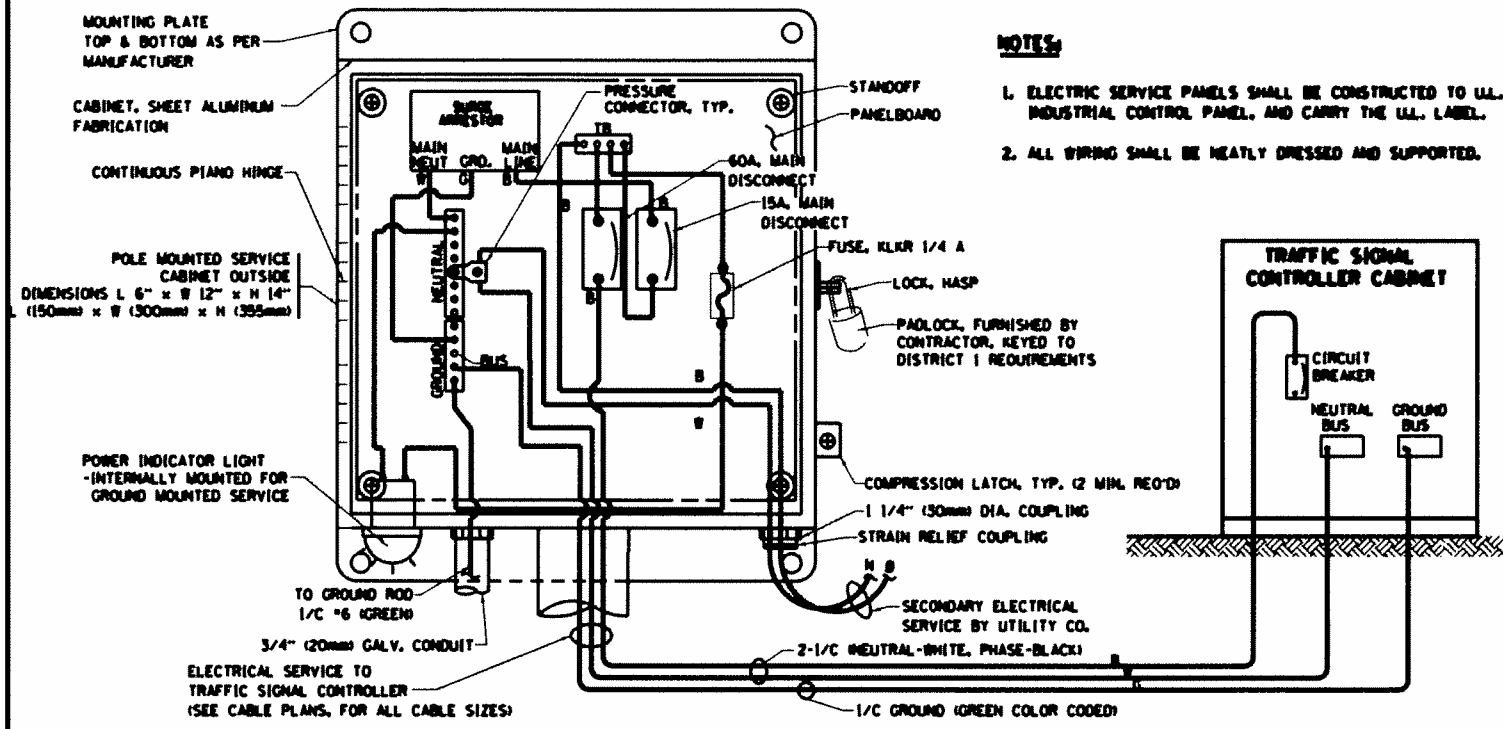 MOUNTING PLATE
TOP & BOTTOM AS PER
MANUFACTURER
CABINET, SHEET ALUMINUM
FABRICATION
CONTINUOUS PIANO HINGE
POLE MOUNTED SERVICE
CABINET OUTSIDE
DIMENSIONS L 6" x W 12" x H 14"
L (150mm) x W (300mm) x H (355mm)
POWER INDICATOR LIGHT
-INTERNALLY MOUNTED FOR
GROUND MOUNTED SERVICE
SURGE
ARRESTOR
MAIN
NEUT
GRD.
MAIN
LINE
W
G
B
PRESSURE
CONNECTOR, TYP.
TB
STANDOFF
PANELBOARD
60A, MAIN
DISCONNECT
15A, MAIN
DISCONNECT
B
B
B
FUSE, KLKR 1/4 A
LOCK, HASP
PADLOCK, FURNISHED BY
CONTRACTOR, KEYED TO
DISTRICT 1 REQUIREMENTS
NEUTRAL
GROUND
BUS
B
W
COMPRESSION LATCH, TYP. (2 MIN. REQ'D)
1 1/4" (30mm) DIA. COUPLING
STRAIN RELIEF COUPLING
N
SECONDARY ELECTRICAL
SERVICE BY UTILITY CO.
TO GROUND ROD
1/C #6 (GREEN)
3/4" (20mm) GALV. CONDUIT
ELECTRICAL SERVICE TO
TRAFFIC SIGNAL CONTROLLER
(SEE CABLE PLANS, FOR ALL CABLE SIZES)
2-1/C (NEUTRAL-WHITE, PHASE-BLACK)
1/C GROUND (GREEN COLOR CODED)
NOTES:
1. ELECTRIC SERVICE PANELS SHALL BE CONSTRUCTED TO U.L.
INDUSTRIAL CONTROL PANEL, AND CARRY THE U.L. LABEL.
2. ALL WIRING SHALL BE NEATLY DRESSED AND SUPPORTED.
TRAFFIC SIGNAL
CONTROLLER CABINET
CIRCUIT
BREAKER
NEUTRAL
BUS
GROUND
BUS